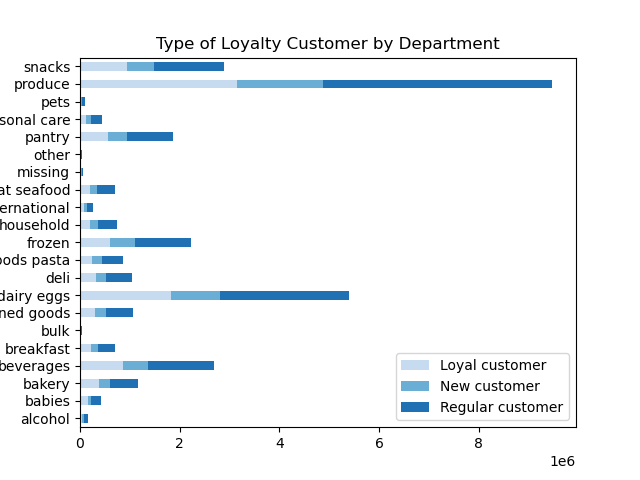 Type of Loyalty Customer by Department
snacks
produce
pets
sonal care
pantry
other
missing
at seafood
ernational
household
frozen
oods pasta
deli
dairy eggs
ned goods
bulk
breakfast
beverages
bakery
babies
alcohol
Loyal customer
New customer
Regular customer
0 2 4 6 8
1e6